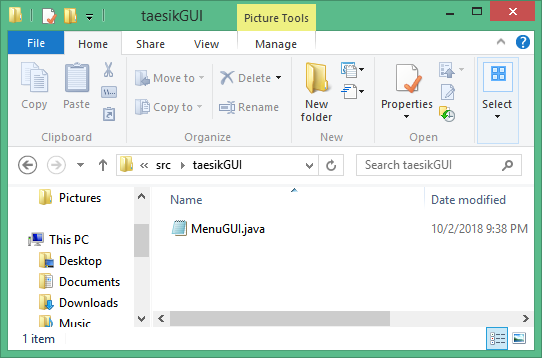 taesikGUI
Picture Tools
File Home Share View Manage
Copy
Paste
Move to
Copy to
Delete
Rename
New folder
Properties
Select
Clipboard Organize New Open
« src taesikGUI
Search taesikGUI
Pictures
This PC
Desktop
Documents
Downloads
Music
Name Date modified
MenuGUI.java 10/2/2018 9:38 PM
1 item